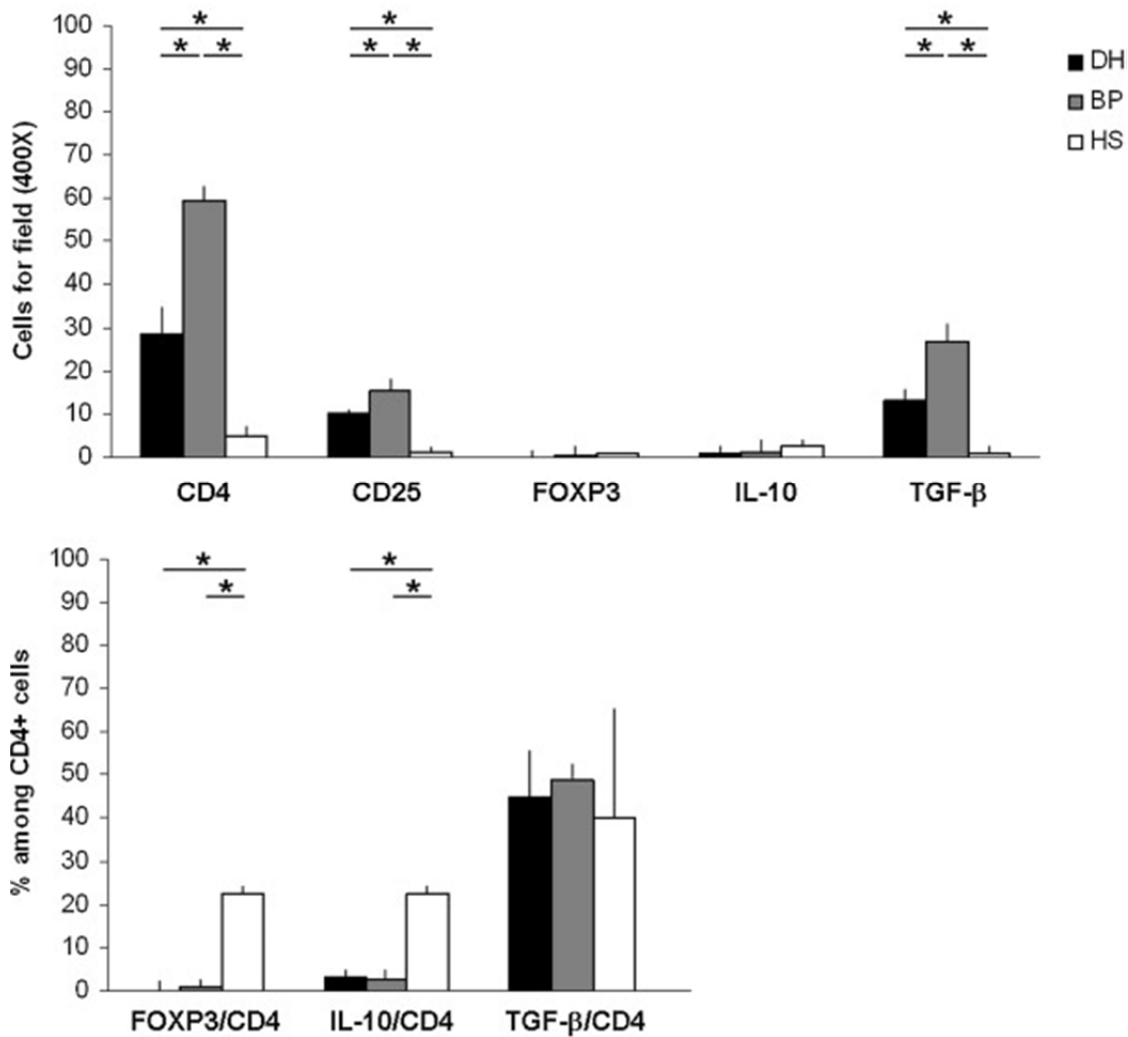 Cells for field (400X)
100
90
80
70
60
50
40
30
20
10
0
* * *
* * *
* * *
DH
BP
HS
CD4 CD25 FOXP3 IL-10 TGF-β
% among CD4+ cells
100
90
80
70
60
50
40
30
20
10
0
* *
* *
FOXP3/CD4 IL-10/CD4 TGF-β/CD4